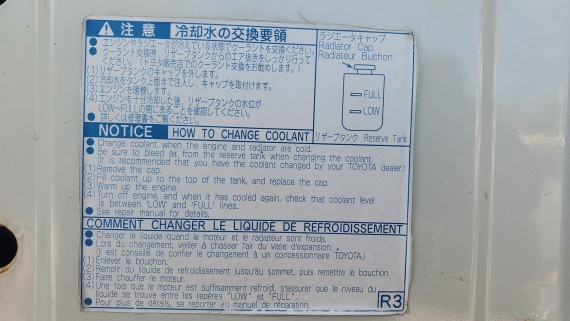 注意 冷却水の交換要領
● エンジンやラジエータが冷えている状態でクーラントを交換ください。
● クーラント交換時、リザーブタンクからのエア抜きをしっかり行ってください。(トヨタ販売店でのクーラント交換をお勧めします。)
(1)リザーブタンクのキャップを外します。
(2)冷却水をタンク上面まで注入し、キャップを取付けます。
(3)エンジンを暖機します。
(4)エンジンを十分冷却した後、リザーブタンクの水位が
LOW~FULLの間にあることを確認してください。
● 詳しくは修理書をご覧ください。
ラジエータキャップ
Radiator Cap
Radiateur Buchon
FULL
LOW
リザーブタンク Reserve Tank
NOTICE HOW TO CHANGE COOLANT
● Change coolant when the engine and radiator are cold.
● Be sure to bleed air from the reserve tank when changing the coolant.
(It is recommended that you have the coolant changed by your TOYOTA dealer.)
(1)Remove the cap.
(2)Fill coolant up to the top of the tank, and replace the cap.
(3)Warm up the engine.
(4)Turn off engine, and when it has cooled again, check that coolant level
is between "LOW" and "FULL" lines.
● See repair manual for details.
COMMENT CHANGER LE LIQUIDE DE REFROIDISSEMENT
● Changer le liquide quand le moteur et le radiateur sont froids.
● Lors du changement, veiller à chasser l'air du vase d'expansion.
(Il est conseillé de confier le changement à un concessionnaire TOYOTA.)
(1)Enlever le bouchon.
(2)Remplir du liquide de refroidissement jusqu'au sommet, puis remettre le bouchon.
(3)Faire chauffer le moteur.
(4)Une fois que le moteur est suffisamment refroidi, s'assurer que le niveau du
liquide se trouve entre les repères "LOW" et "FULL".
● Pour plus de détails, se reporter au manuel de réparation.
R3